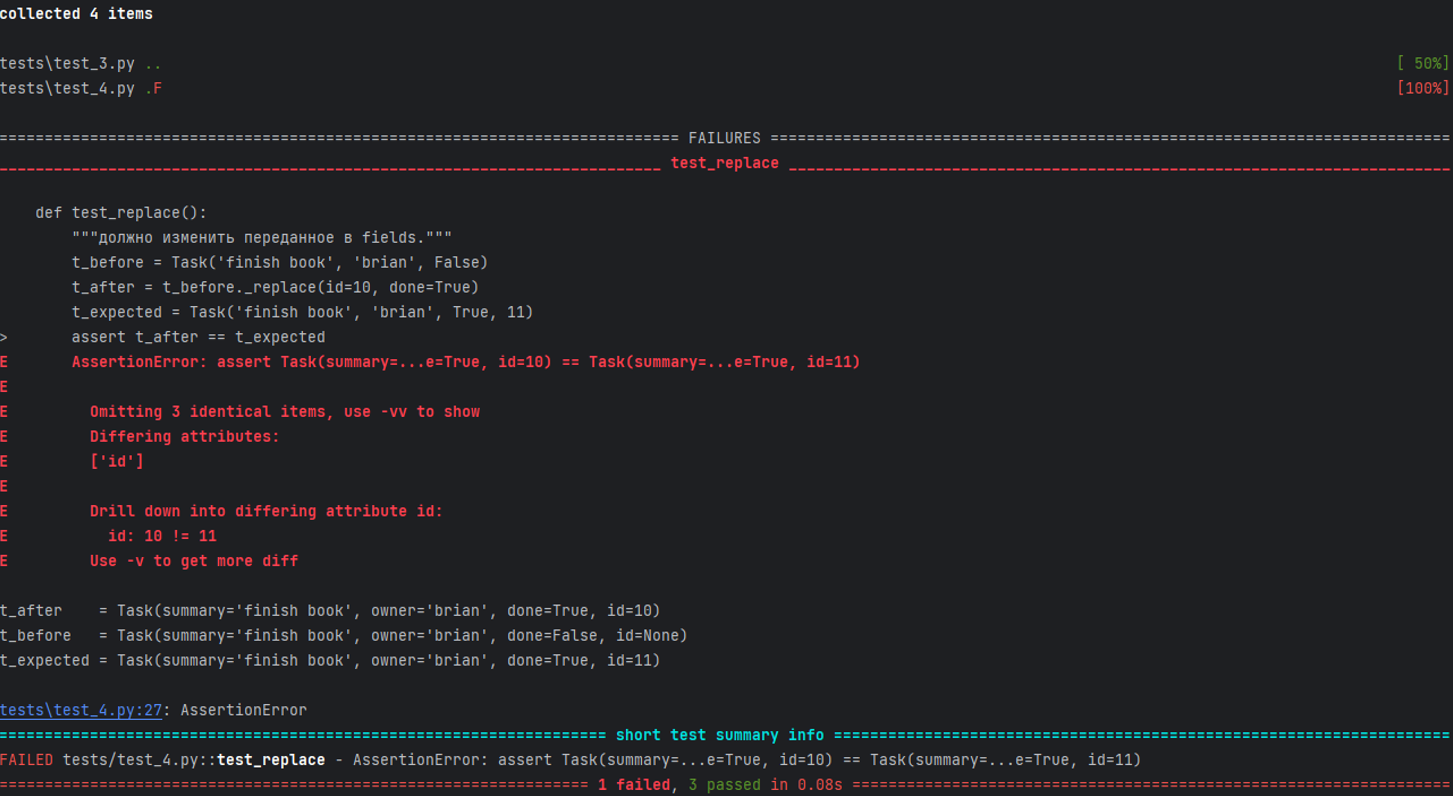 collected 4 items
tests\test_3.py .. [ 50%]
tests\test_4.py .F [100%]
=========================================================================== FAILURES ===========================================================================
_________________________________________________________________________ test_replace _________________________________________________________________________
    def test_replace():
        """должно изменить переданное в fields."""
        t_before = Task('finish book', 'brian', False)
        t_after = t_before._replace(id=10, done=True)
        t_expected = Task('finish book', 'brian', True, 11)
>       assert t_after == t_expected
E       AssertionError: assert Task(summary=...e=True, id=10) == Task(summary=...e=True, id=11)
E
E         Omitting 3 identical items, use -vv to show
E         Differing attributes:
E         ['id']
E
E         Drill down into differing attribute id:
E           id: 10 != 11
E         Use -v to get more diff
t_after    = Task(summary='finish book', owner='brian', done=True, id=10)
t_before   = Task(summary='finish book', owner='brian', done=False, id=None)
t_expected = Task(summary='finish book', owner='brian', done=True, id=11)
tests\test_4.py:27: AssertionError
=================================================================== short test summary info ====================================================================
FAILED tests/test_4.py::test_replace - AssertionError: assert Task(summary=...e=True, id=10) == Task(summary=...e=True, id=11)
================================================================= 1 failed, 3 passed in 0.08s ==================================================================